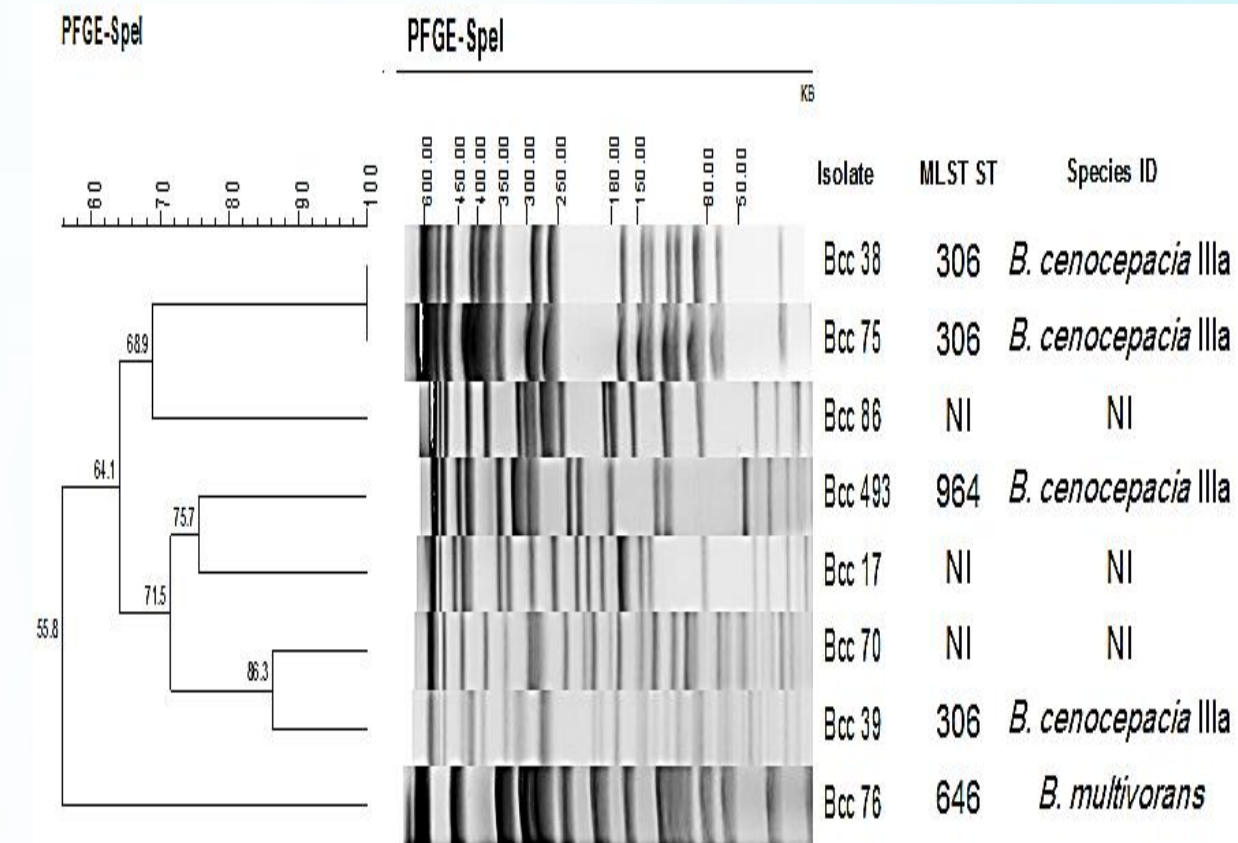 PFGE-SpeI
PFGE-SpeI
KB
60 70 80 90 100
600.00 450.00 400.00 350.00 300.00 250.00 180.00 150.00 80.00 50.00
Isolate MLST ST Species ID
Bcc 38 306 B. cenocepacia IIIa
Bcc 75 306 B. cenocepacia IIIa
Bcc 86 NI NI
Bcc 493 964 B. cenocepacia IIIa
Bcc 17 NI NI
Bcc 70 NI NI
Bcc 39 306 B. cenocepacia IIIa
Bcc 76 646 B. multivorans
68.9
64.1
75.7
71.5
55.8
86.3